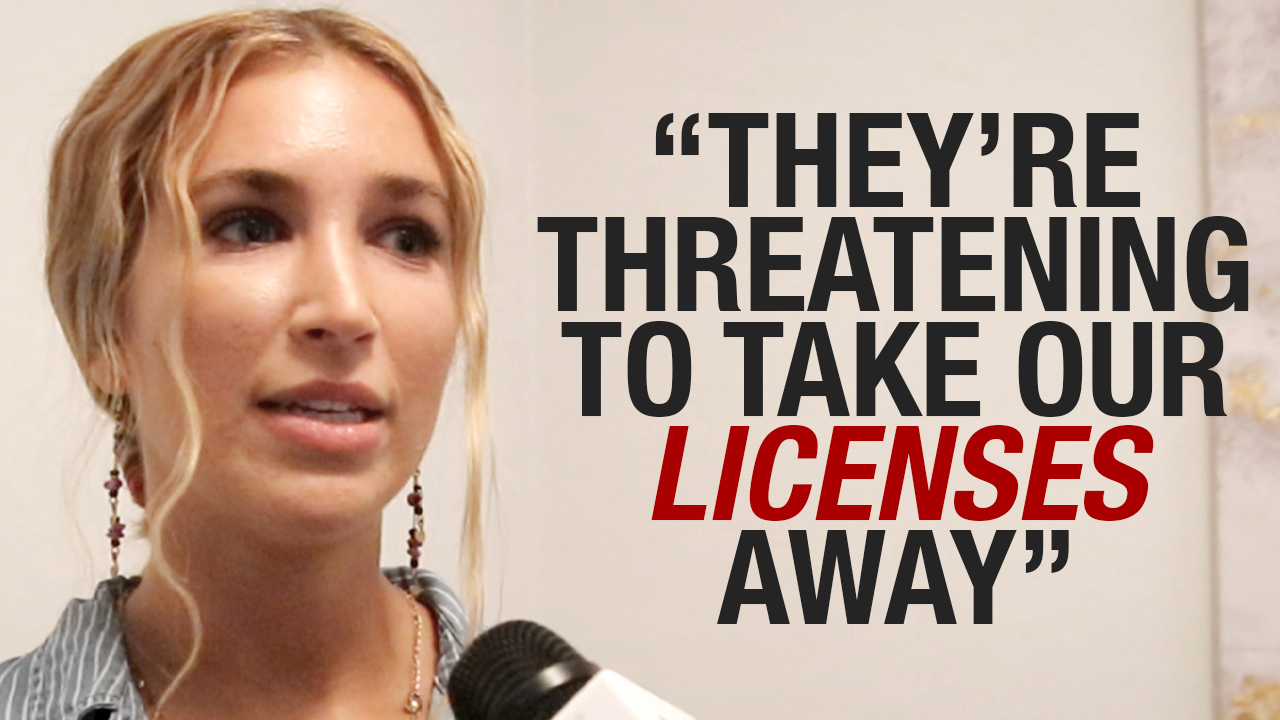 “THEY’RE
THREATENING
TO TAKE OUR
LICENSES
AWAY”